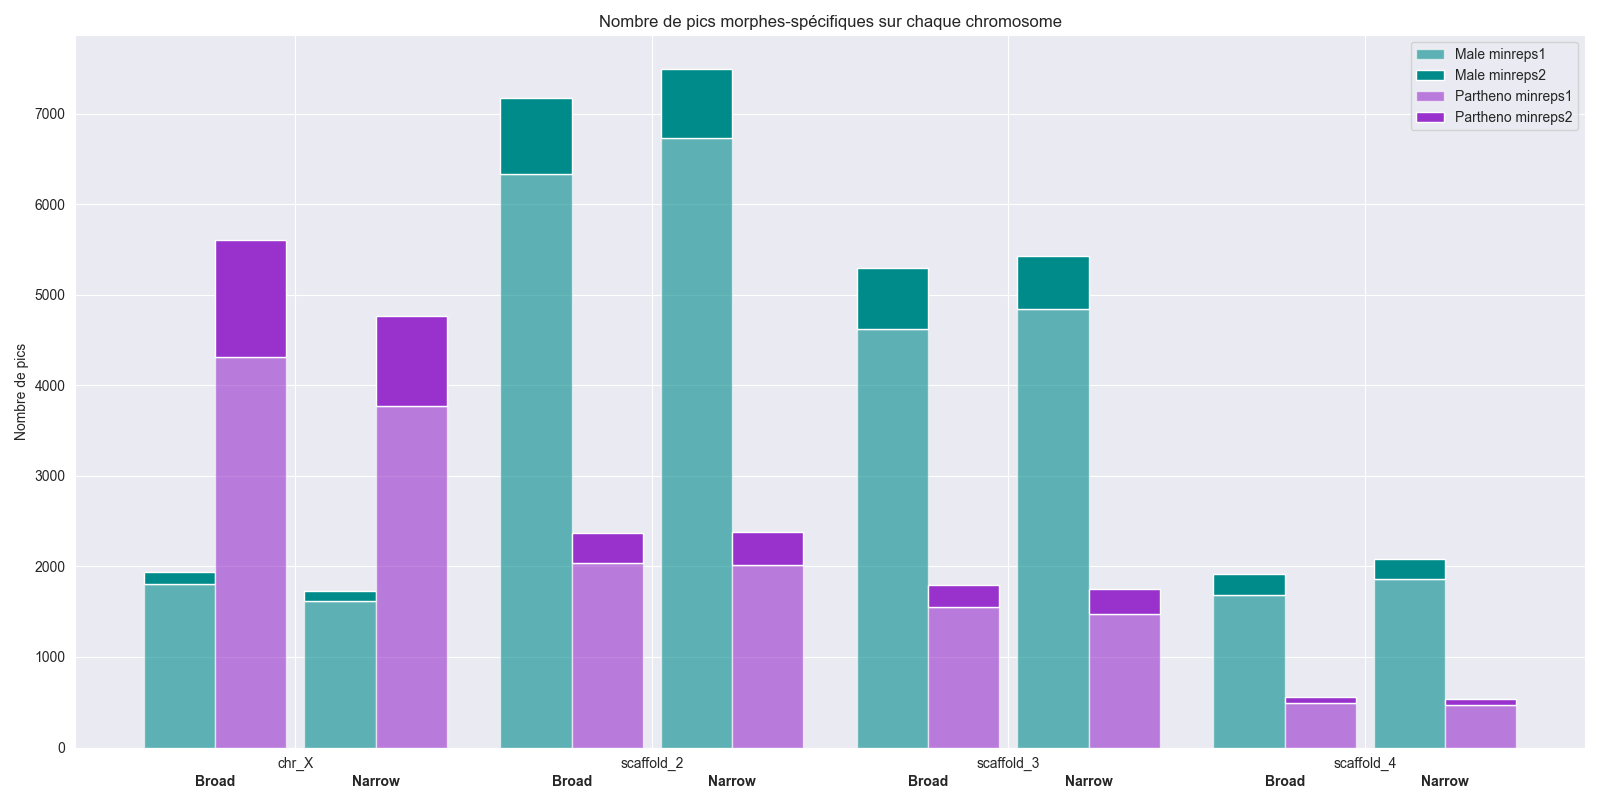 Nombre de pics morphes-spécifiques sur chaque chromosome
Male minreps1
Male minreps2
Partheno minreps1
Partheno minreps2
Nombre de pics
7000
6000
5000
4000
3000
2000
1000
0
chr_X scaffold_2 scaffold_3 scaffold_4
Broad Narrow Broad Narrow Broad Narrow Broad Narrow